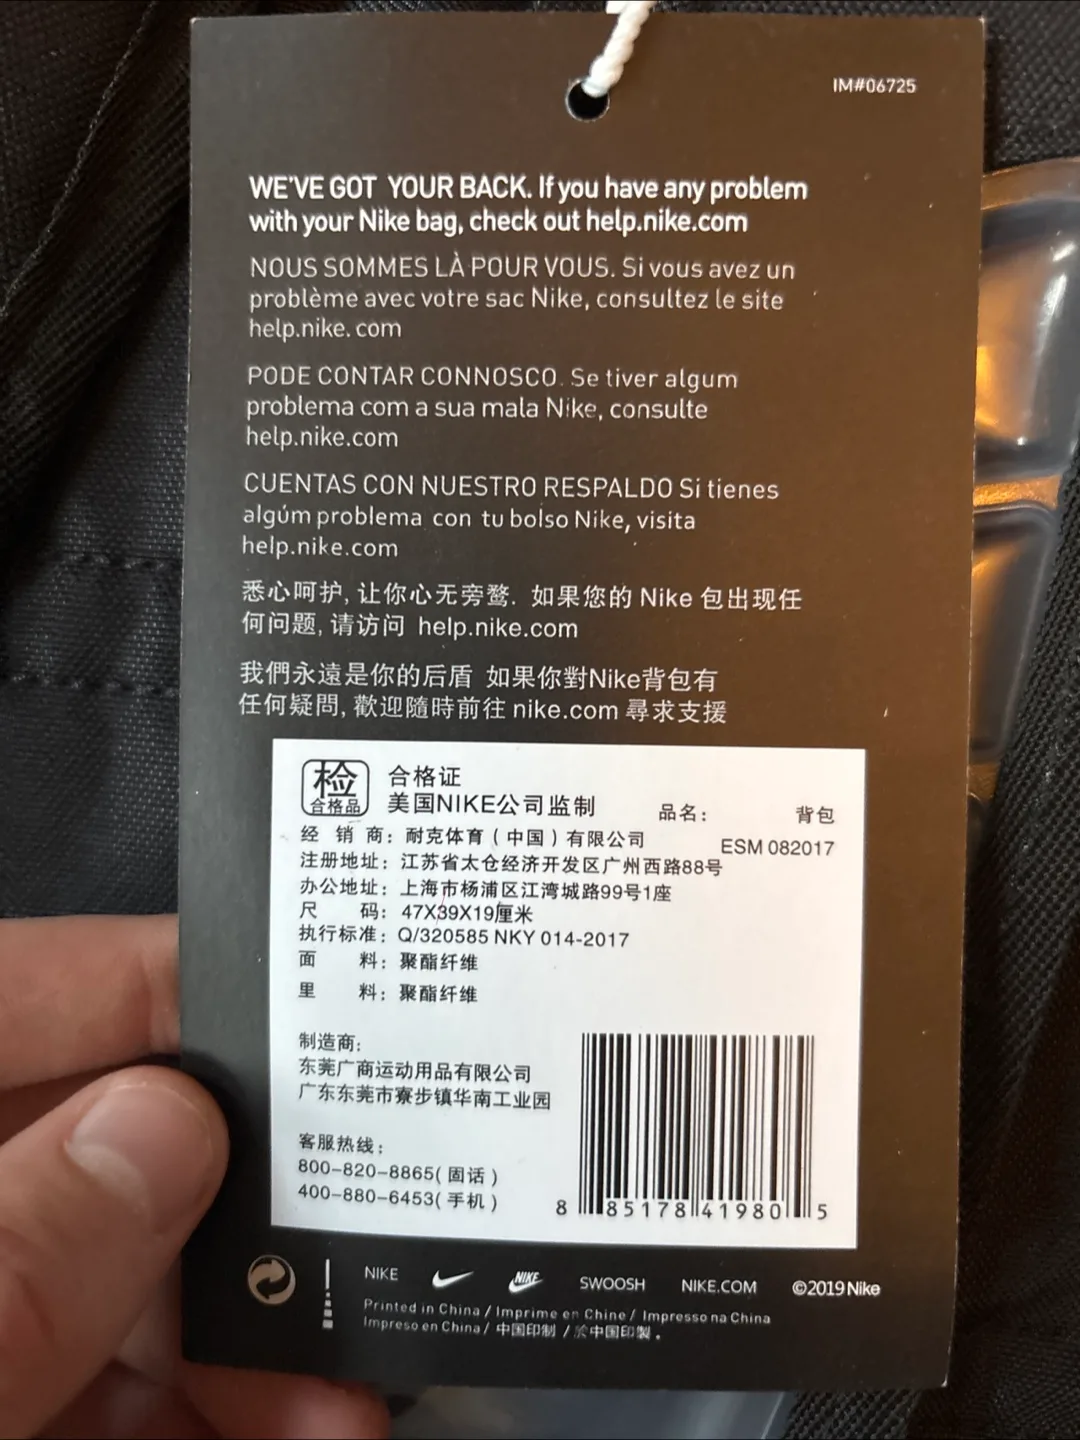 IM#06725
WE'VE GOT YOUR BACK. If you have any problem
with your Nike bag, check out help.nike.com
NOUS SOMMES LÀ POUR VOUS. Si vous avez un
problème avec votre sac Nike, consultez le site
help.nike. com
PODE CONTAR CONNOSCO. Se tiver algum
problema com a sua mala Nike, consulte
help.nike.com
CUENTAS CON NUESTRO RESPALDO Si tienes
algúm problema con tu bolso Nike, visita
help.nike.com
悉心呵护, 让你心无旁骛. 如果您的 Nike 包出现任
何问题, 请访问 help.nike.com
我們永遠是你的后盾 如果你對Nike背包有
任何疑問, 歡迎隨時前往 nike.com 尋求支援
检
合格品
合格证
美国NIKE公司监制
品名: 背包
经 销 商: 耐克体育 ( 中国 ) 有限公司
ESM 082017
注册地址: 江苏省太仓经济开发区广州西路88号
办公地址: 上海市杨浦区江湾城路99号1座
尺 码: 47X39X19厘米
执行标准: Q/320585 NKY 014-2017
面 料: 聚酯纤维
里 料: 聚酯纤维
制造商:
东莞广商运动用品有限公司
广东东莞市寮步镇华南工业园
客服热线:
800-820-8865( 固话 )
400-880-6453( 手机 )
8 85178 41980 5
NIKE NIKE SWOOSH NIKE.COM ©2019 Nike
Printed in China / Imprime en Chine / Impresso na China
Impreso en China / 中国印制 / 於中国印製 .